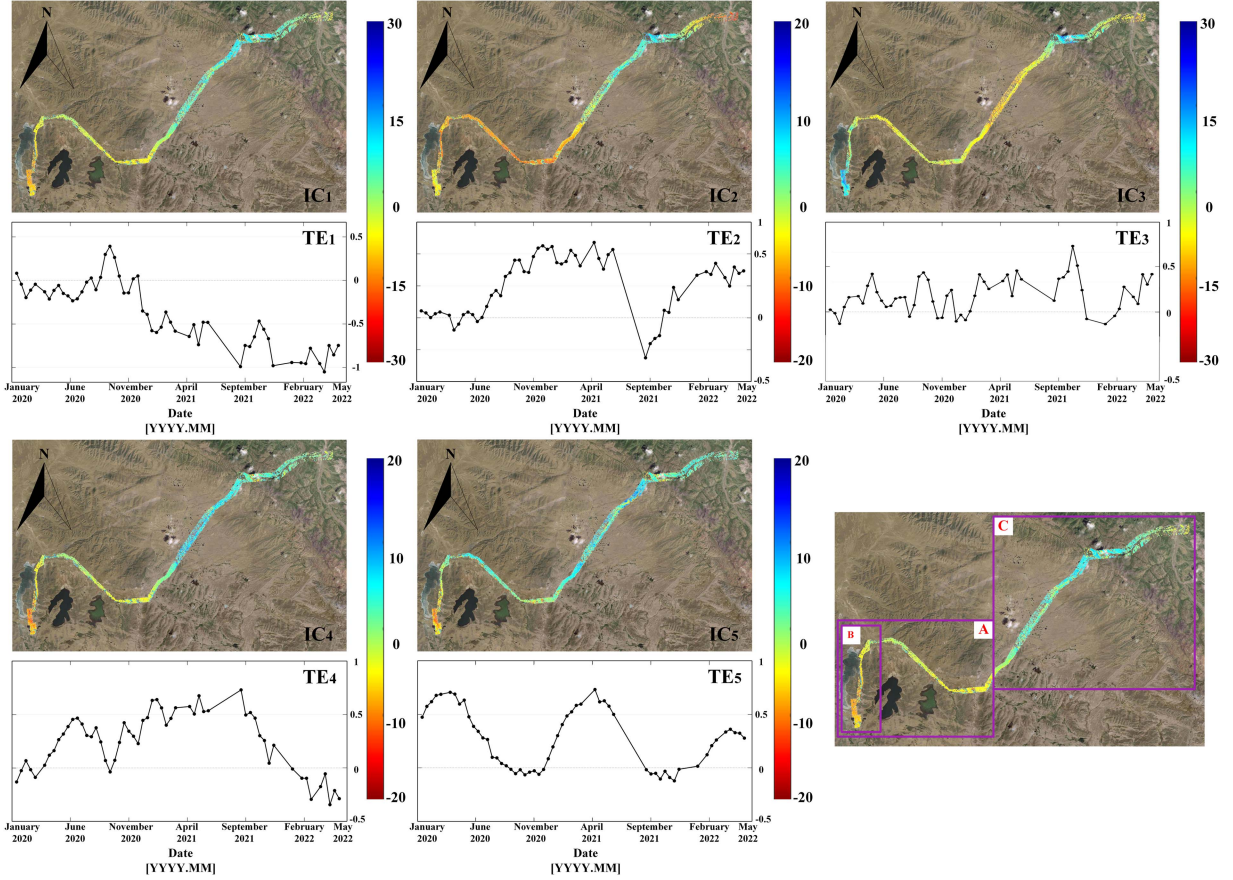 N
IC1
30
15
0
-15
-30
TE1
0.5
0
-0.5
-1
January 2020
June 2020
November 2020
April 2021
September 2021
February 2022
May 2022
Date
[YYYY.MM]
IC2
20
10
0
-10
-20
TE2
1
0.5
0
-0.5
January 2020
June 2020
November 2020
April 2021
September 2021
February 2022
May 2022
Date
[YYYY.MM]
N
IC3
30
15
0
-15
-30
TE3
1
0.5
0
-0.5
January 2020
June 2020
November 2020
April 2021
September 2021
February 2022
May 2022
Date
[YYYY.MM]
N
IC4
20
10
0
-10
-20
TE4
1
0.5
0
-0.5
January 2020
June 2020
November 2020
April 2021
September 2021
February 2022
May 2022
Date
[YYYY.MM]
N
IC5
20
10
0
-10
-20
TE5
1
0.5
0
-0.5
January 2020
June 2020
November 2020
April 2021
September 2021
February 2022
May 2022
Date
[YYYY.MM]
C
B
A